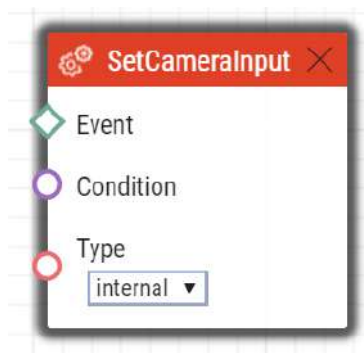 SetCameraInput
Event
Condition
Type
internal